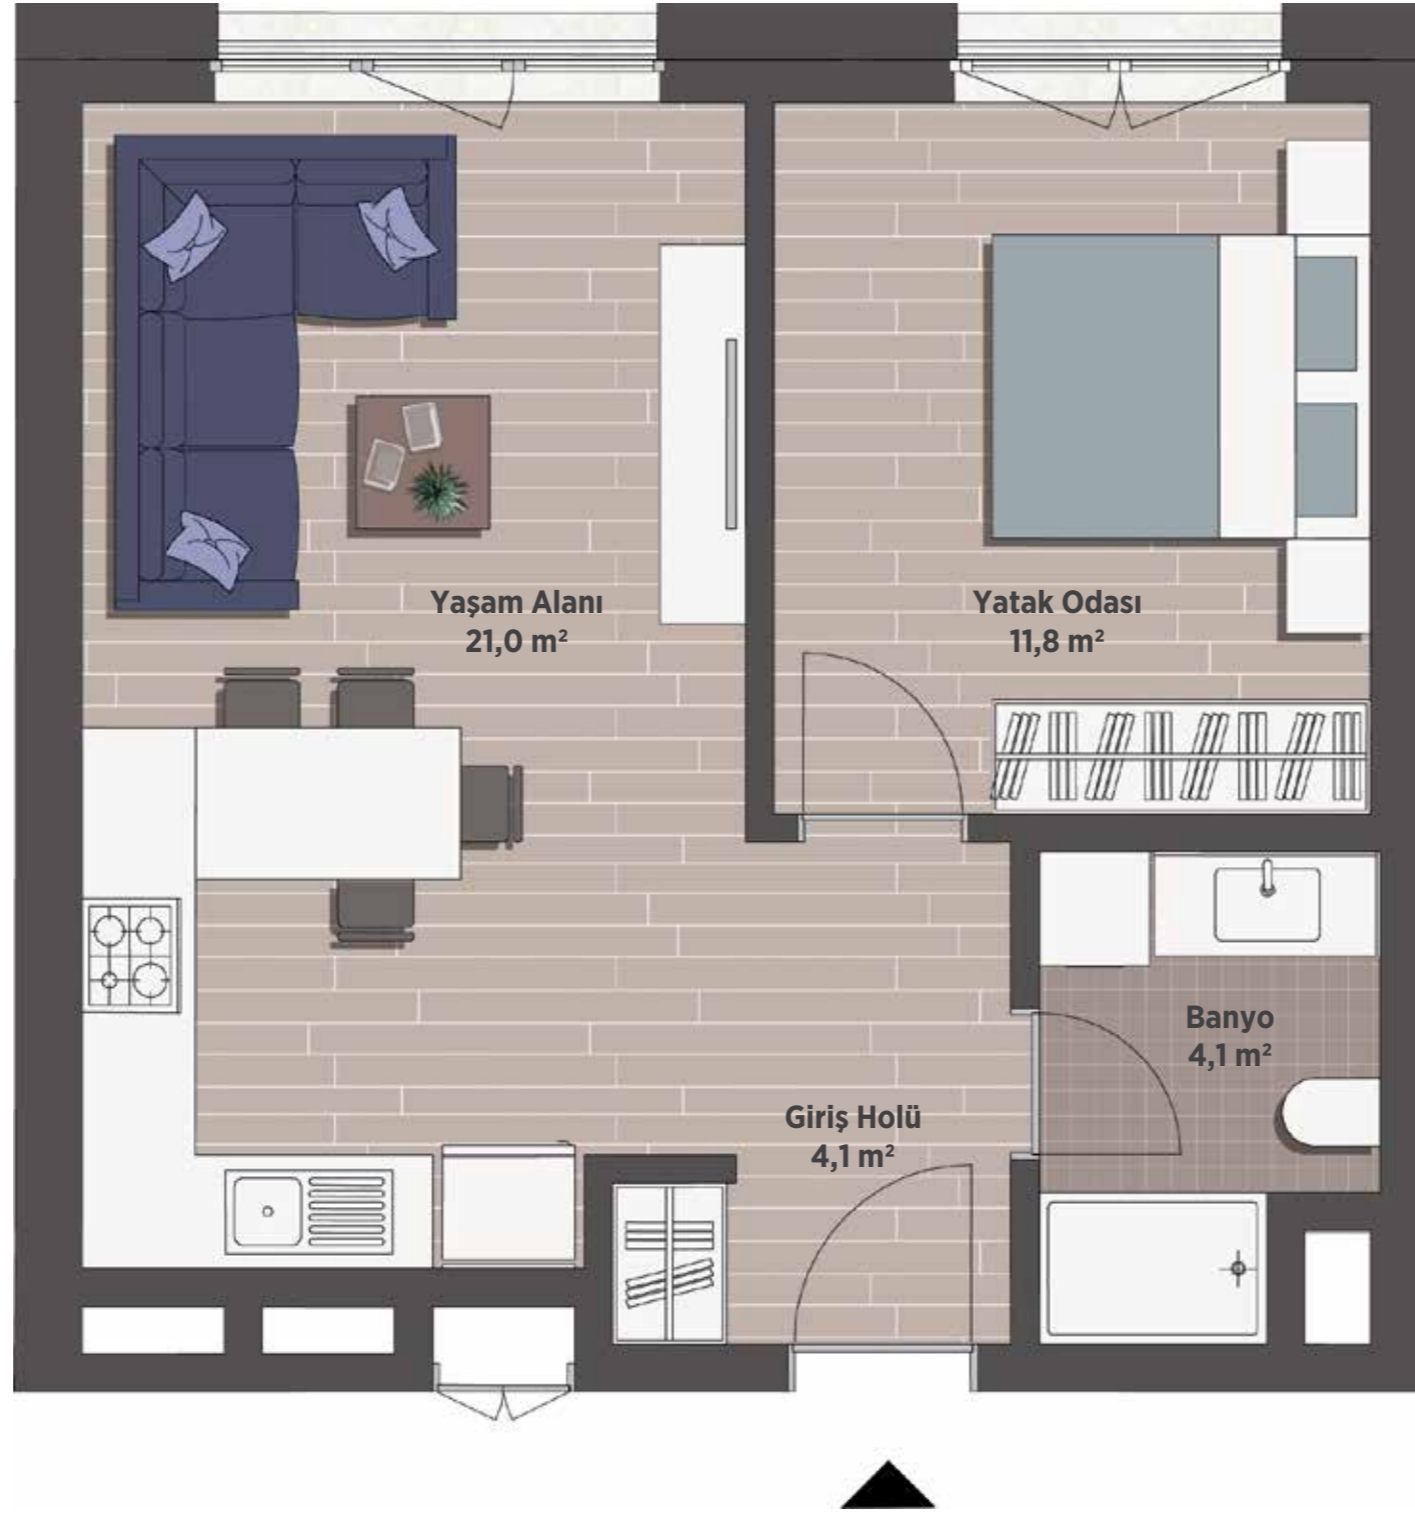 Yaşam Alanı
21,0 m²
Yatak Odası
11,8 m²
Banyo
4,1 m²
Giriş Holü
4,1 m²